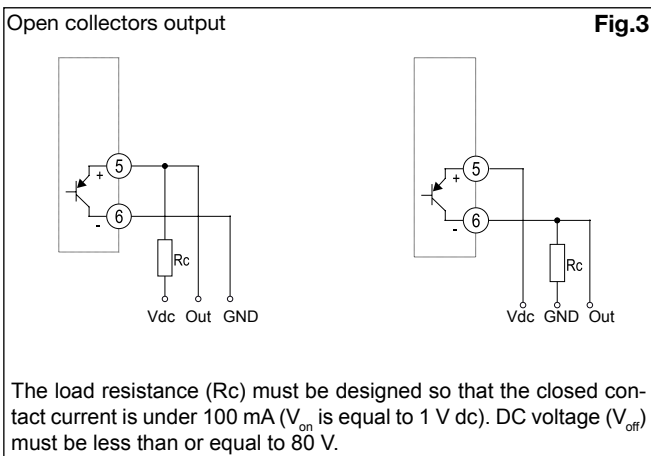 Open collectors output
Fig.3
5
+
6
-
Rc
Vdc Out GND
5
+
6
-
Rc
Vdc GND Out
The load resistance (Rc) must be designed so that the closed con-
tact current is under 100 mA (Von is equal to 1 V dc). DC voltage (Voff)
must be less than or equal to 80 V.